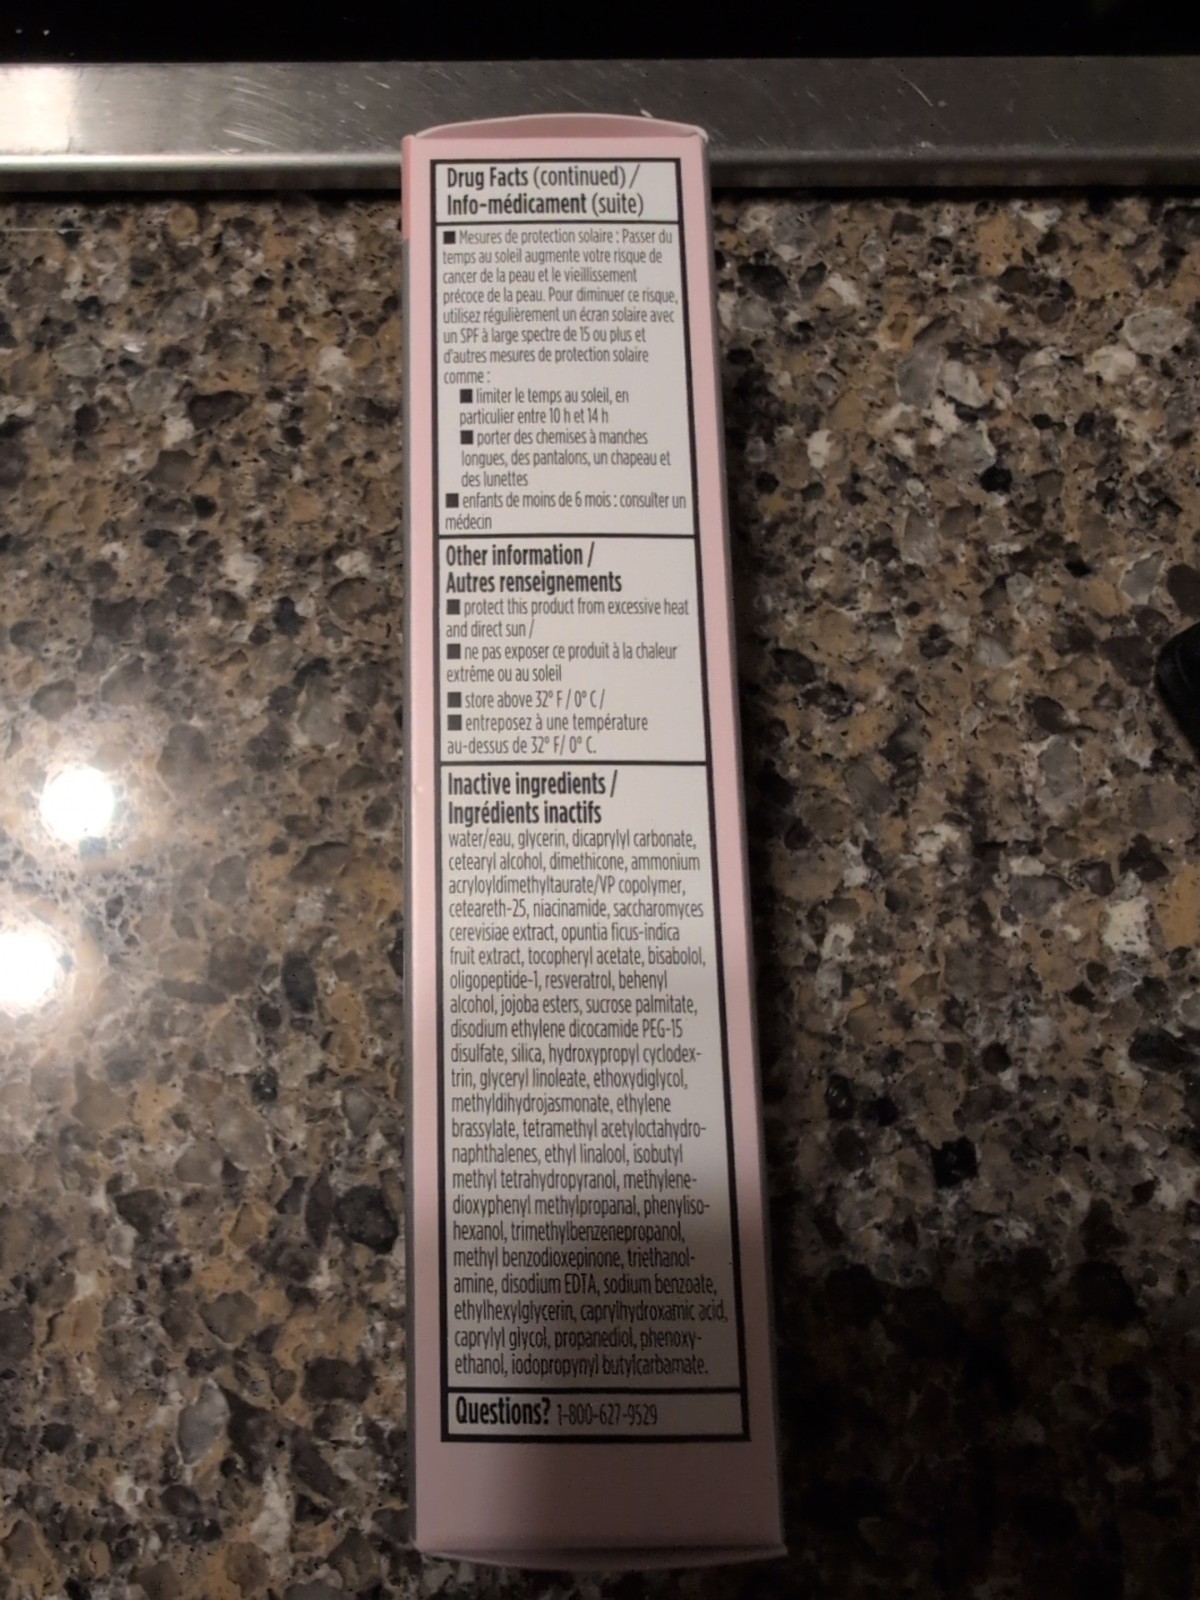 Drug Facts (continued) /
Info-médicament (suite)
■ Mesures de protection solaire : Passer du
temps au soleil augmente votre risque de
cancer de la peau et le vieillissement
précoce de la peau. Pour diminuer ce risque,
utilisez régulièrement un écran solaire avec
un SPF à large spectre de 15 ou plus et
d'autres mesures de protection solaire
comme :
■ limiter le temps au soleil, en
particulier entre 10 h et 14 h
■ porter des chemises à manches
longues, des pantalons, un chapeau et
des lunettes
■ enfants de moins de 6 mois : consulter un
médecin
Other information /
Autres renseignements
■ protect this product from excessive heat
and direct sun /
■ ne pas exposer ce produit à la chaleur
extrême ou au soleil
■ store above 32° F / 0° C /
■ entreposez à une température
au-dessus de 32° F/ 0° C.
Inactive ingredients /
Ingrédients inactifs
water/eau, glycerin, dicaprylyl carbonate,
cetearyl alcohol, dimethicone, ammonium
acryloyldimethyltaurate/VP copolymer,
ceteareth-25, niacinamide, saccharomyces
cerevisiae extract, opuntia ficus-indica
fruit extract, tocopheryl acetate, bisabolol,
oligopeptide-1, resveratrol, behenyl
alcohol, jojoba esters, sucrose palmitate,
disodium ethylene dicocamide PEG-15
disulfate, silica, hydroxypropyl cyclodex-
trin, glyceryl linoleate, ethoxydiglycol,
methyldihydrojasmonate, ethylene
brassylate, tetramethyl acetyloctahydro-
naphthalenes, ethyl linalool, isobutyl
methyl tetrahydropyranol, methylene-
dioxyphenyl methylpropanal, phenyliso-
hexanol, trimethylbenzenepropanol,
methyl benzodioxepinone, triethanol-
amine, disodium EDTA, sodium benzoate,
ethylhexylglycerin, caprylhydroxamic acid,
caprylyl glycol, propanediol, phenoxy-
ethanol, iodopropynyl butylcarbamate.
Questions? 1-800-627-9529